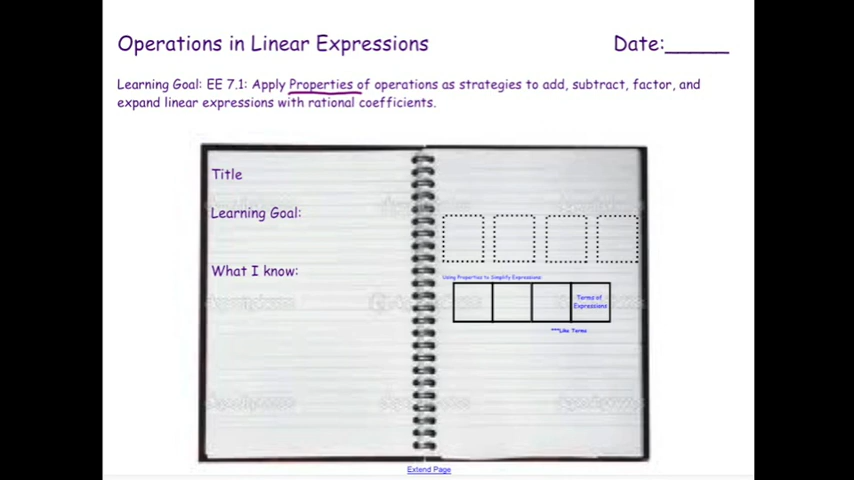 Operations in Linear Expressions Date:_____
Learning Goal: EE 7.1: Apply Properties of operations as strategies to add, subtract, factor, and
expand linear expressions with rational coefficients.
Title
Learning Goal:
What I know:
Using Properties to Simplify Expressions:
Terms of
Expressions
***Like Terms
Extend Page